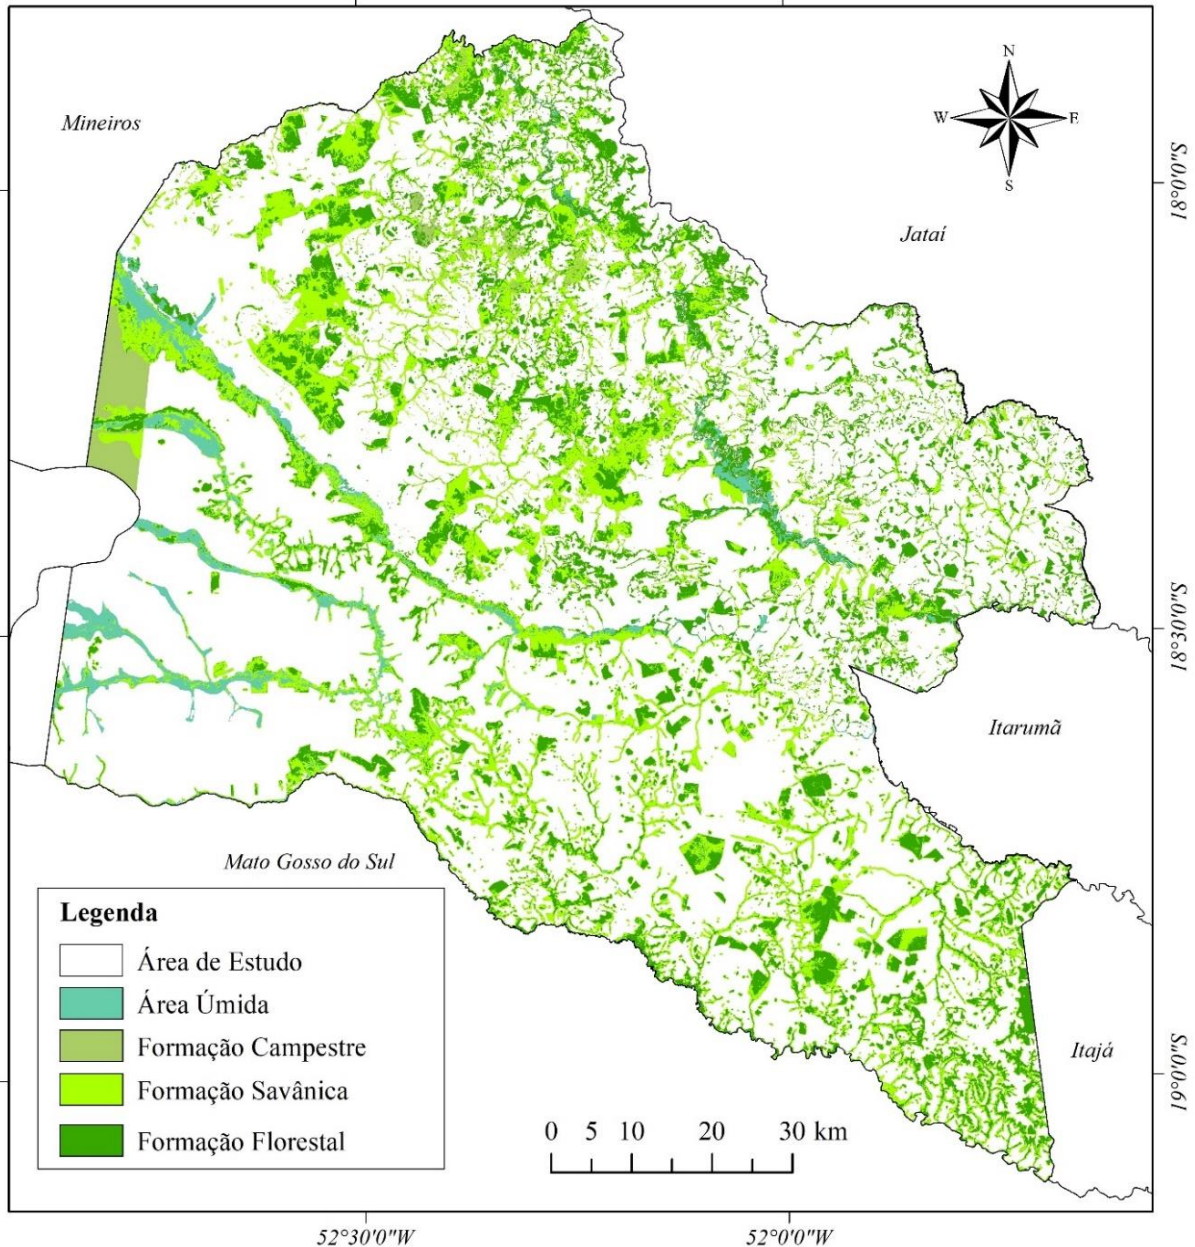 N
Mineiros
W
E
S
18°0'0"S
Jataí
18°30'0"S
Itarumã
Mato Gosso do Sul
Legenda
Área de Estudo
Área Úmida
Formação Campestre
Formação Savânica
Formação Florestal
Itajá
19°0'0"S
0 5 10 20 30 km
52°30'0"W 52°0'0"W